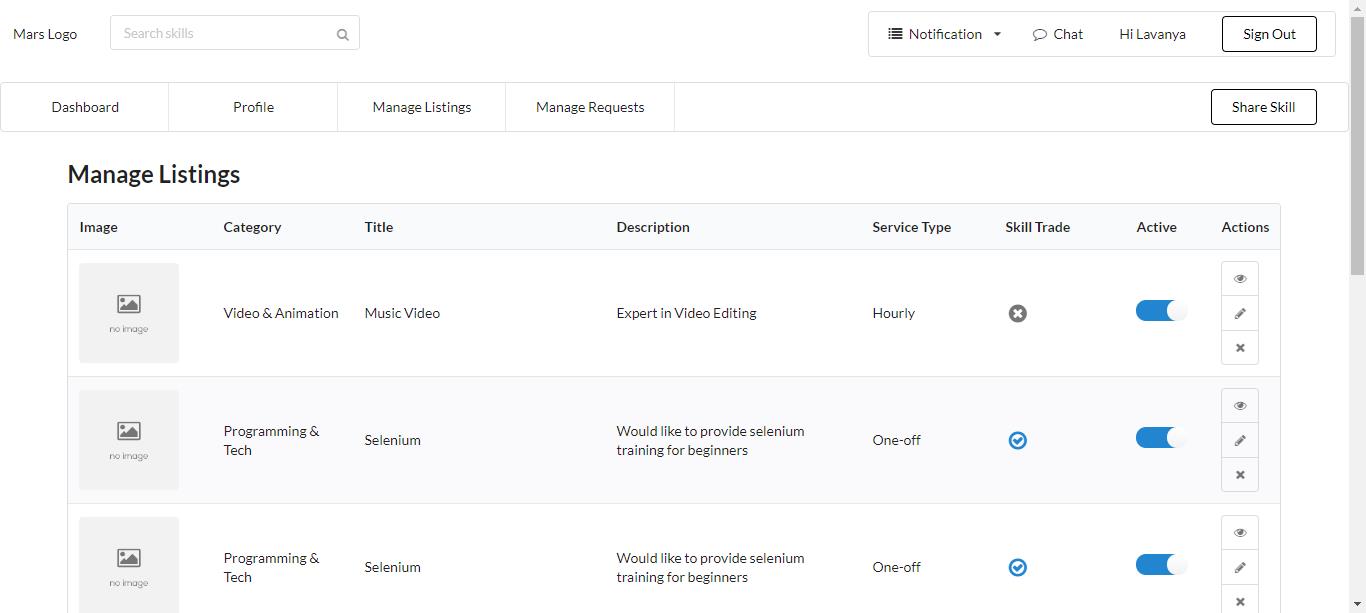 Mars Logo
Search skills
Notification
Chat
Hi Lavanya
Sign Out
Dashboard
Profile
Manage Listings
Manage Requests
Share Skill
Manage Listings
Image
Category
Title
Description
Service Type
Skill Trade
Active
Actions
no image
Video & Animation
Music Video
Expert in Video Editing
Hourly
no image
Programming &
Tech
Selenium
Would like to provide selenium
training for beginners
One-off
no image
Programming &
Tech
Selenium
Would like to provide selenium
training for beginners
One-off